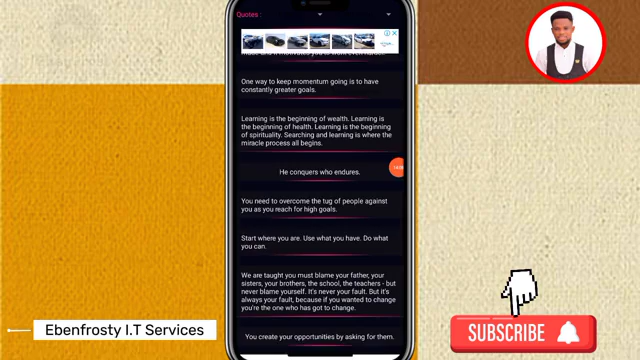 Quotes :
One way to keep momentum going is to have
constantly greater goals.
Learning is the beginning of wealth. Learning is
the beginning of health. Learning is the beginning
of spirituality. Searching and learning is where the
miracle process all begins.
He conquers who endures.
You need to overcome the tug of people against
you as you reach for high goals.
Start where you are. Use what you have. Do what
you can.
We are taught you must blame your father, your
sisters, your brothers, the school, the teachers - but
never blame yourself. It's never your fault. But it's
always your fault, because if you wanted to change
you're the one who has got to change.
You create your opportunities by asking for them.
Ebenfrosty I.T Services
SUBSCRIBE